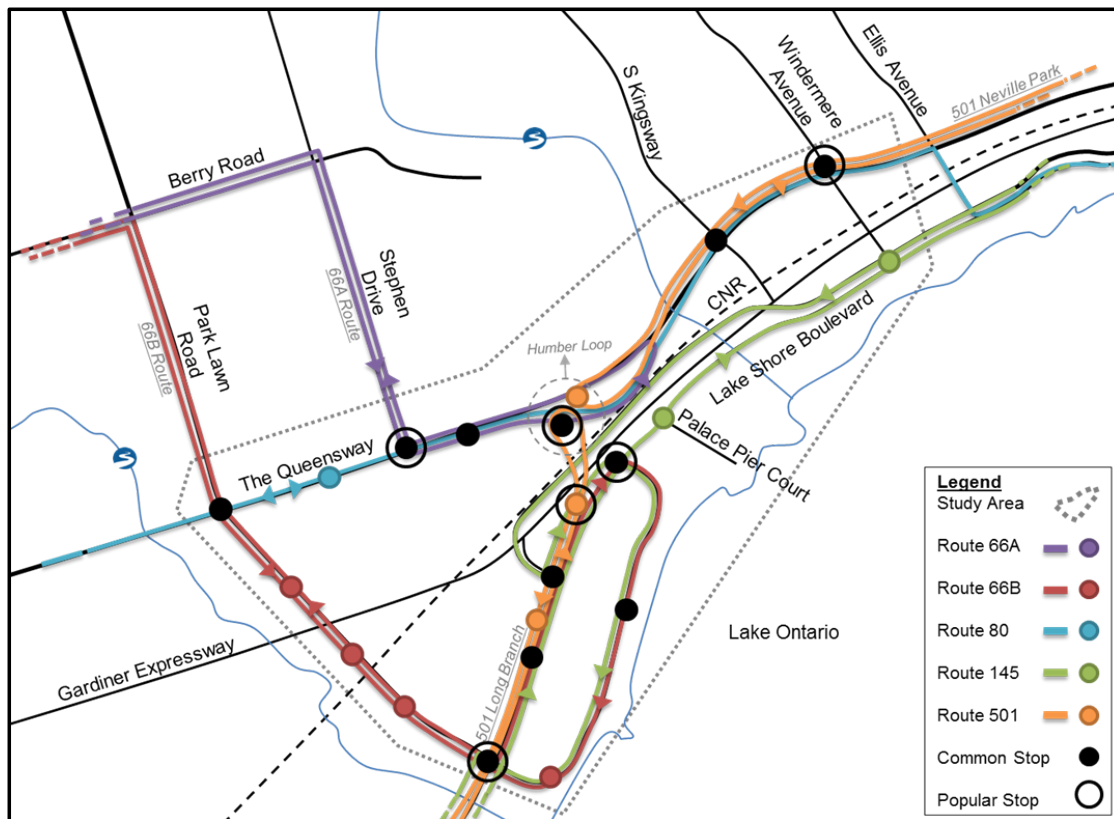 Ellis Avenue
Windermere
Avenue
S Kingsway
501 Neville Park
Berry Road
Stephen
Drive
66A Route
Park Lawn
Road
66B Route
CNR
Humber Loop
Lake Shore Boulevard
Palace Pier Court
The Queensway
Gardiner Expressway
501 Long Branch
Lake Ontario
Legend
Study Area
Route 66A
Route 66B
Route 80
Route 145
Route 501
Common Stop
Popular Stop